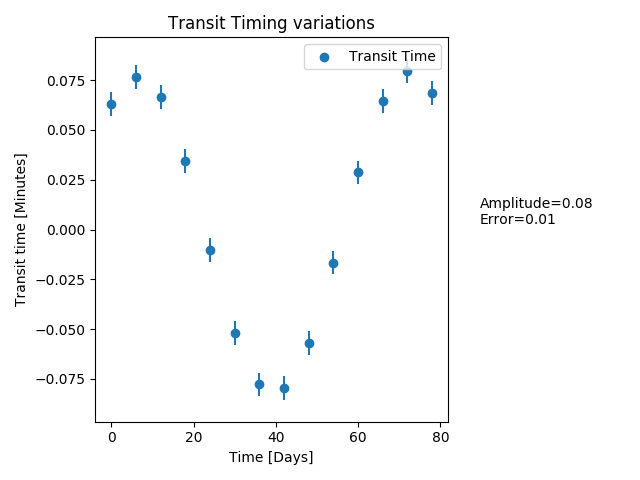 Transit Timing variations
Transit Time
0.075
0.050
0.025
0.000
−0.025
−0.050
−0.075
Transit time [Minutes]
0 20 40 60 80
Time [Days]
Amplitude=0.08
Error=0.01